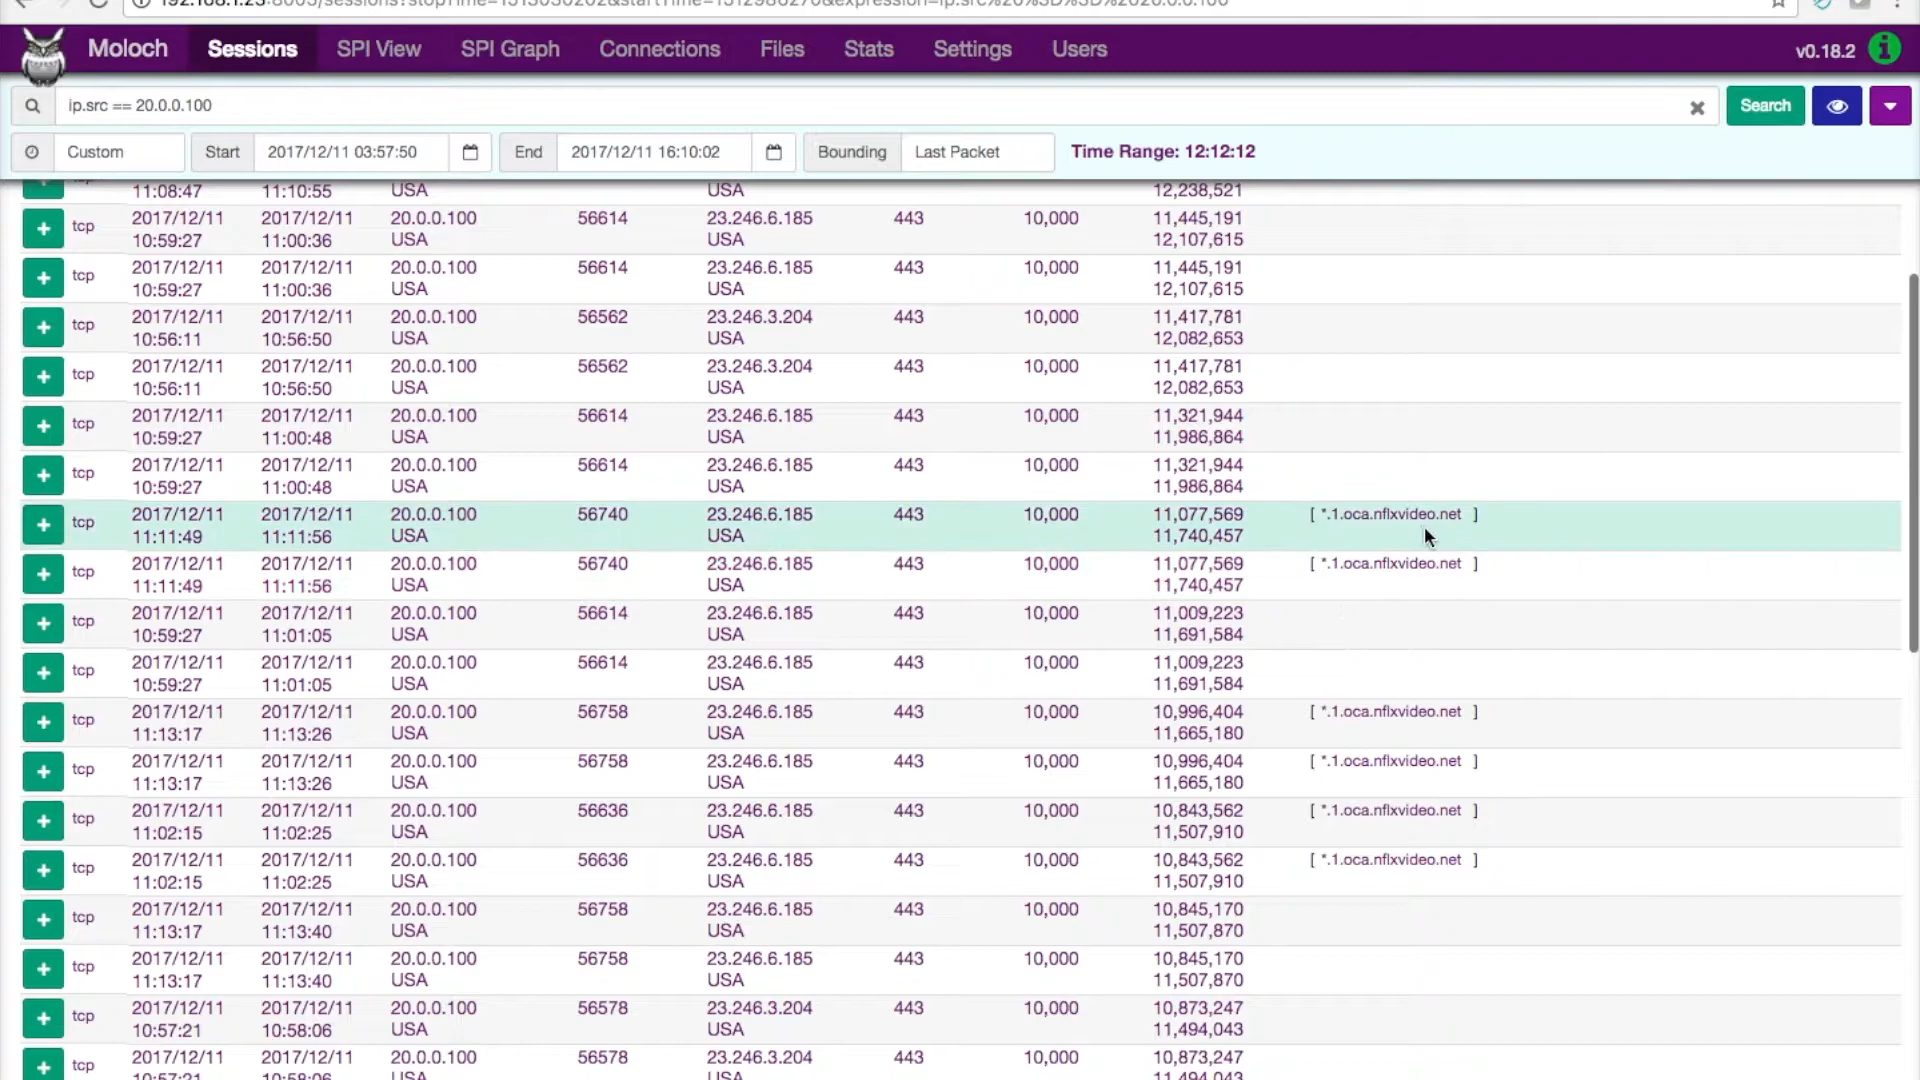 192.168.1.23:8005/sessions?stopTime=1513030202&startTime=1512986270&expression=ip.src%20%3D%3D%2020.0.0.100
Moloch Sessions SPI View SPI Graph Connections Files Stats Settings Users v0.18.2
ip.src == 20.0.0.100 Search
Custom Start 2017/12/11 03:57:50 End 2017/12/11 16:10:02 Bounding Last Packet Time Range: 12:12:12
11:08:47 11:10:55 USA USA 12,238,521
tcp 2017/12/11 2017/12/11 20.0.0.100 56614 23.246.6.185 443 10,000 11,445,191
10:59:27 11:00:36 USA USA 12,107,615
tcp 2017/12/11 2017/12/11 20.0.0.100 56614 23.246.6.185 443 10,000 11,445,191
10:59:27 11:00:36 USA USA 12,107,615
tcp 2017/12/11 2017/12/11 20.0.0.100 56562 23.246.3.204 443 10,000 11,417,781
10:56:11 10:56:50 USA USA 12,082,653
tcp 2017/12/11 2017/12/11 20.0.0.100 56562 23.246.3.204 443 10,000 11,417,781
10:56:11 10:56:50 USA USA 12,082,653
tcp 2017/12/11 2017/12/11 20.0.0.100 56614 23.246.6.185 443 10,000 11,321,944
10:59:27 11:00:48 USA USA 11,986,864
tcp 2017/12/11 2017/12/11 20.0.0.100 56614 23.246.6.185 443 10,000 11,321,944
10:59:27 11:00:48 USA USA 11,986,864
tcp 2017/12/11 2017/12/11 20.0.0.100 56740 23.246.6.185 443 10,000 11,077,569 [ *.1.oca.nflxvideo.net ]
11:11:49 11:11:56 USA USA 11,740,457
tcp 2017/12/11 2017/12/11 20.0.0.100 56740 23.246.6.185 443 10,000 11,077,569 [ *.1.oca.nflxvideo.net ]
11:11:49 11:11:56 USA USA 11,740,457
tcp 2017/12/11 2017/12/11 20.0.0.100 56614 23.246.6.185 443 10,000 11,009,223
10:59:27 11:01:05 USA USA 11,691,584
tcp 2017/12/11 2017/12/11 20.0.0.100 56614 23.246.6.185 443 10,000 11,009,223
10:59:27 11:01:05 USA USA 11,691,584
tcp 2017/12/11 2017/12/11 20.0.0.100 56758 23.246.6.185 443 10,000 10,996,404 [ *.1.oca.nflxvideo.net ]
11:13:17 11:13:26 USA USA 11,665,180
tcp 2017/12/11 2017/12/11 20.0.0.100 56758 23.246.6.185 443 10,000 10,996,404 [ *.1.oca.nflxvideo.net ]
11:13:17 11:13:26 USA USA 11,665,180
tcp 2017/12/11 2017/12/11 20.0.0.100 56636 23.246.6.185 443 10,000 10,843,562 [ *.1.oca.nflxvideo.net ]
11:02:15 11:02:25 USA USA 11,507,910
tcp 2017/12/11 2017/12/11 20.0.0.100 56636 23.246.6.185 443 10,000 10,843,562 [ *.1.oca.nflxvideo.net ]
11:02:15 11:02:25 USA USA 11,507,910
tcp 2017/12/11 2017/12/11 20.0.0.100 56758 23.246.6.185 443 10,000 10,845,170
11:13:17 11:13:40 USA USA 11,507,870
tcp 2017/12/11 2017/12/11 20.0.0.100 56758 23.246.6.185 443 10,000 10,845,170
11:13:17 11:13:40 USA USA 11,507,870
tcp 2017/12/11 2017/12/11 20.0.0.100 56578 23.246.3.204 443 10,000 10,873,247
10:57:21 10:58:06 USA USA 11,494,043
tcp 2017/12/11 2017/12/11 20.0.0.100 56578 23.246.3.204 443 10,000 10,873,247
10:57:21 10:58:06 USA USA 11,494,043